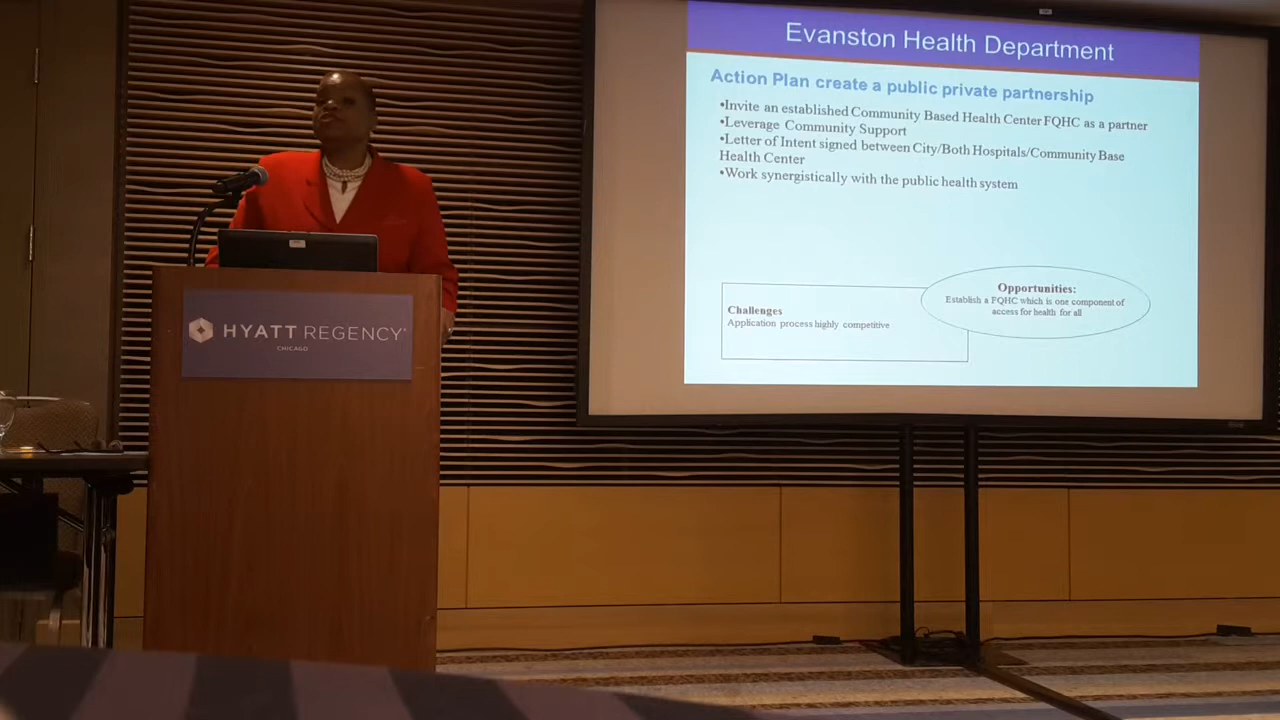 Evanston Health Department
Action Plan create a public private partnership
•Invite an established Community Based Health Center FQHC as a partner
•Leverage Community Support
•Letter of Intent signed between City/Both Hospitals/Community Base
Health Center
•Work synergistically with the public health system
Opportunities:
Establish a FQHC which is one component of
access for health for all
Challenges
Application process highly competitive
HYATT REGENCY
CHICAGO